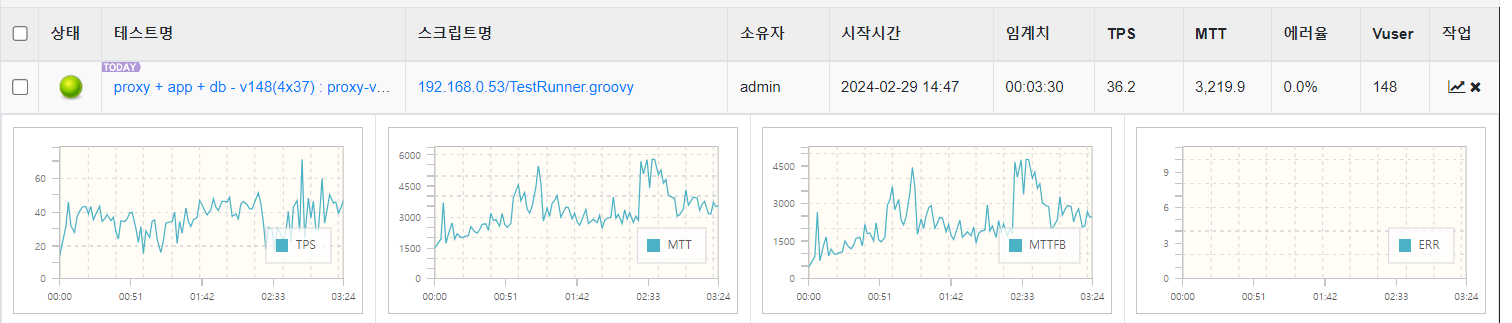 상태 테스트명 스크립트명 소유자 시작시간 임계치 TPS MTT 에러율 Vuser 작업
TODAY
proxy + app + db - v148(4x37) : proxy-v... 192.168.0.53/TestRunner.groovy admin 2024-02-29 14:47 00:03:30 36.2 3,219.9 0.0% 148
60
40
20
0
TPS
00:00 00:51 01:42 02:33 03:24
6000
4500
3000
1500
0
MTT
00:00 00:51 01:42 02:33 03:24
4500
3000
1500
0
MTTFB
00:00 00:51 01:42 02:33 03:24
9
6
3
0
ERR
00:00 00:51 01:42 02:33 03:24